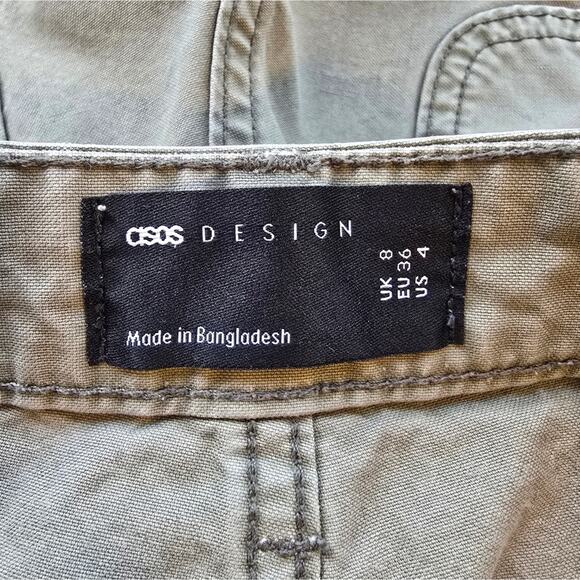 asos DESIGN
UK 8
EU 36
US 4
Made in Bangladesh